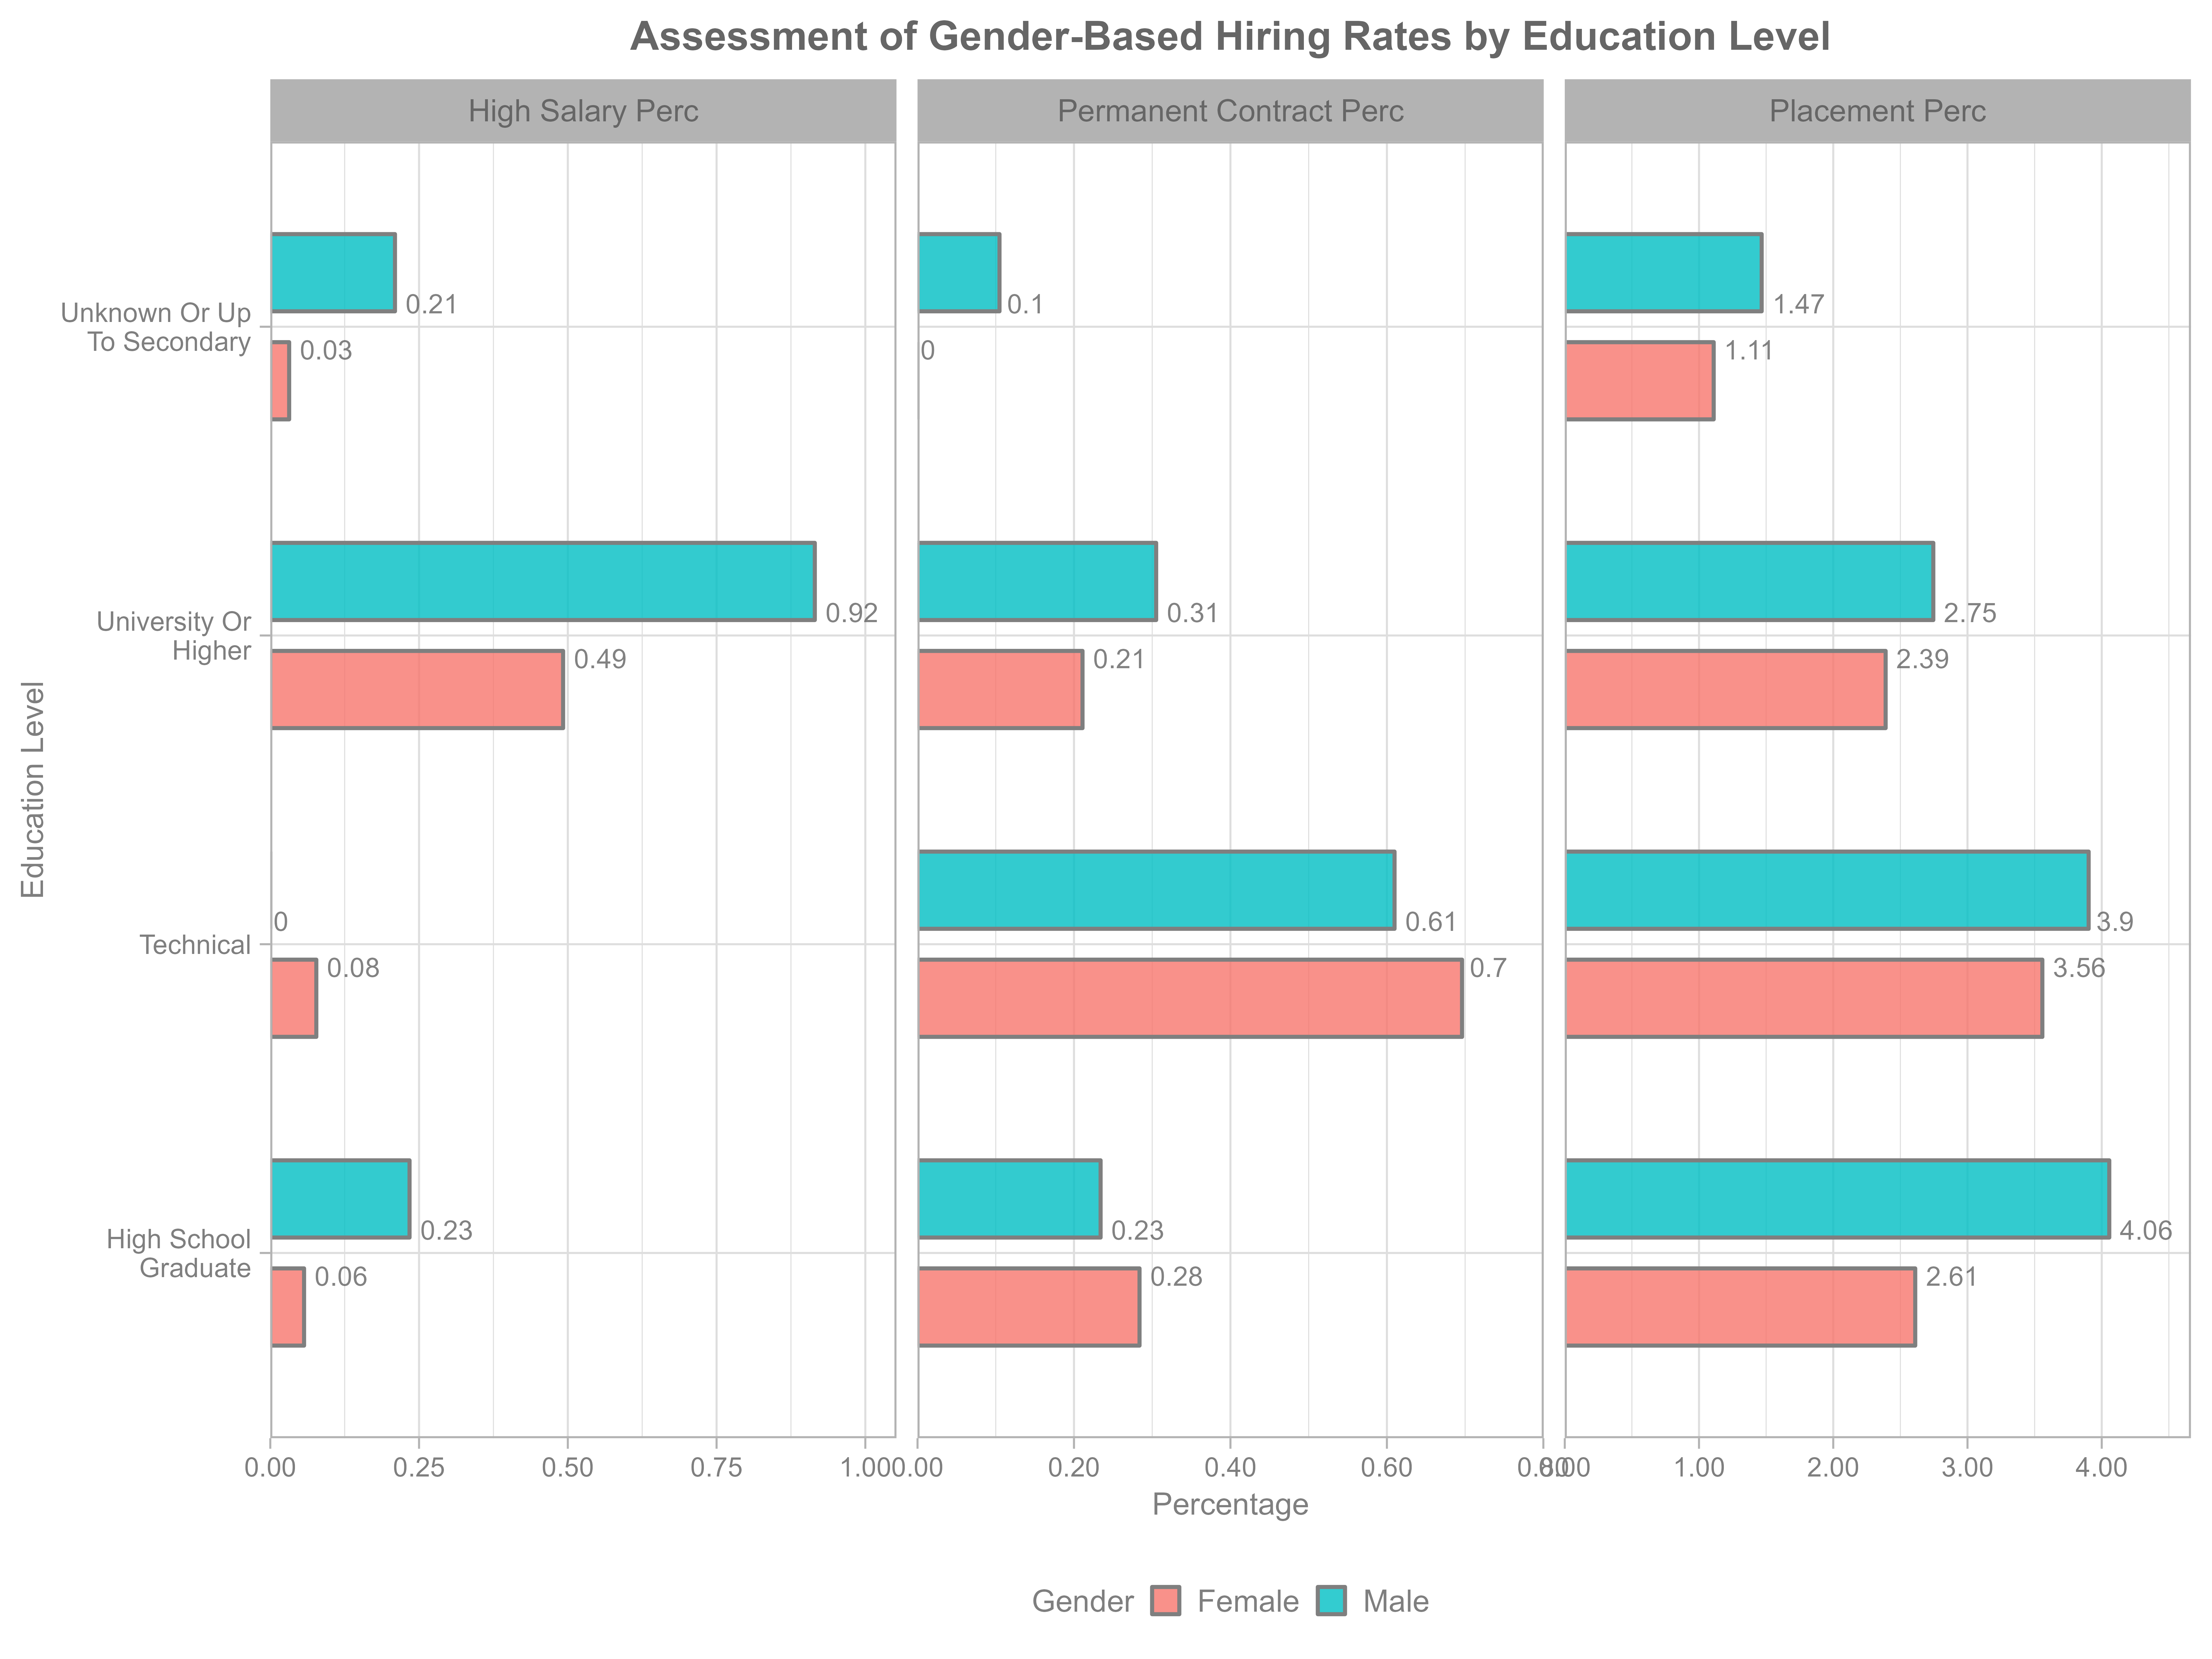 Assessment of Gender-Based Hiring Rates by Education Level
High Salary Perc
Permanent Contract Perc
Placement Perc
Education Level
Unknown Or Up
To Secondary
0.21
0.1
1.47
0.03
0
1.11
University Or
Higher
0.92
0.31
2.75
0.49
0.21
2.39
Technical
0
0.61
3.9
0.08
0.7
3.56
High School
Graduate
0.23
0.23
4.06
0.06
0.28
2.61
0.00 0.25 0.50 0.75 1.00
0.00 0.20 0.40 0.60 0.80
0.00 1.00 2.00 3.00 4.00
Percentage
Gender Female Male